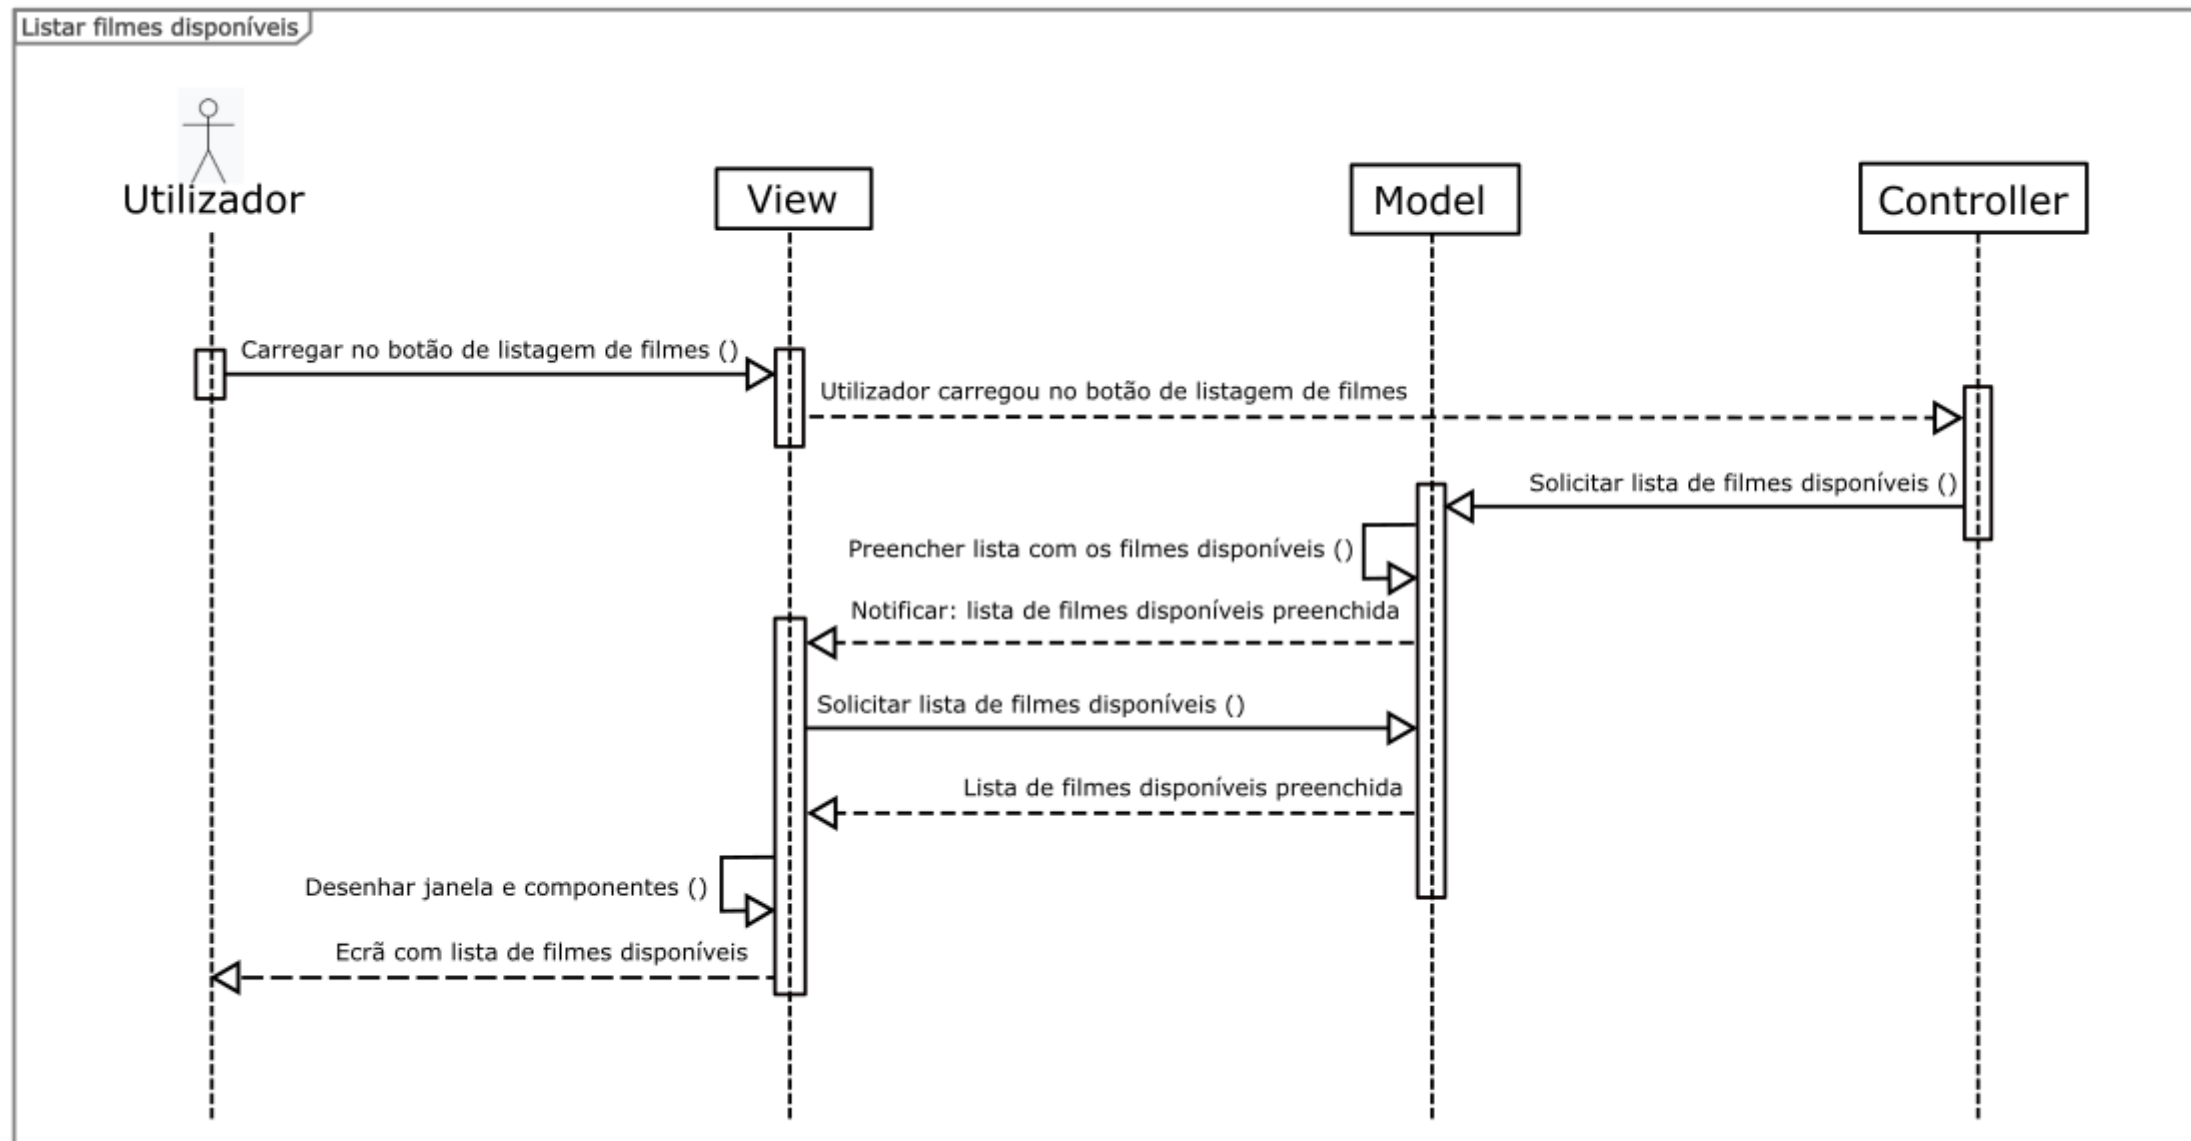 Listar filmes disponíveis
Utilizador
View
Model
Controller
Carregar no botão de listagem de filmes ()
Utilizador carregou no botão de listagem de filmes
Solicitar lista de filmes disponíveis ()
Preencher lista com os filmes disponíveis ()
Notificar: lista de filmes disponíveis preenchida
Solicitar lista de filmes disponíveis ()
Lista de filmes disponíveis preenchida
Desenhar janela e componentes ()
Ecrã com lista de filmes disponíveis